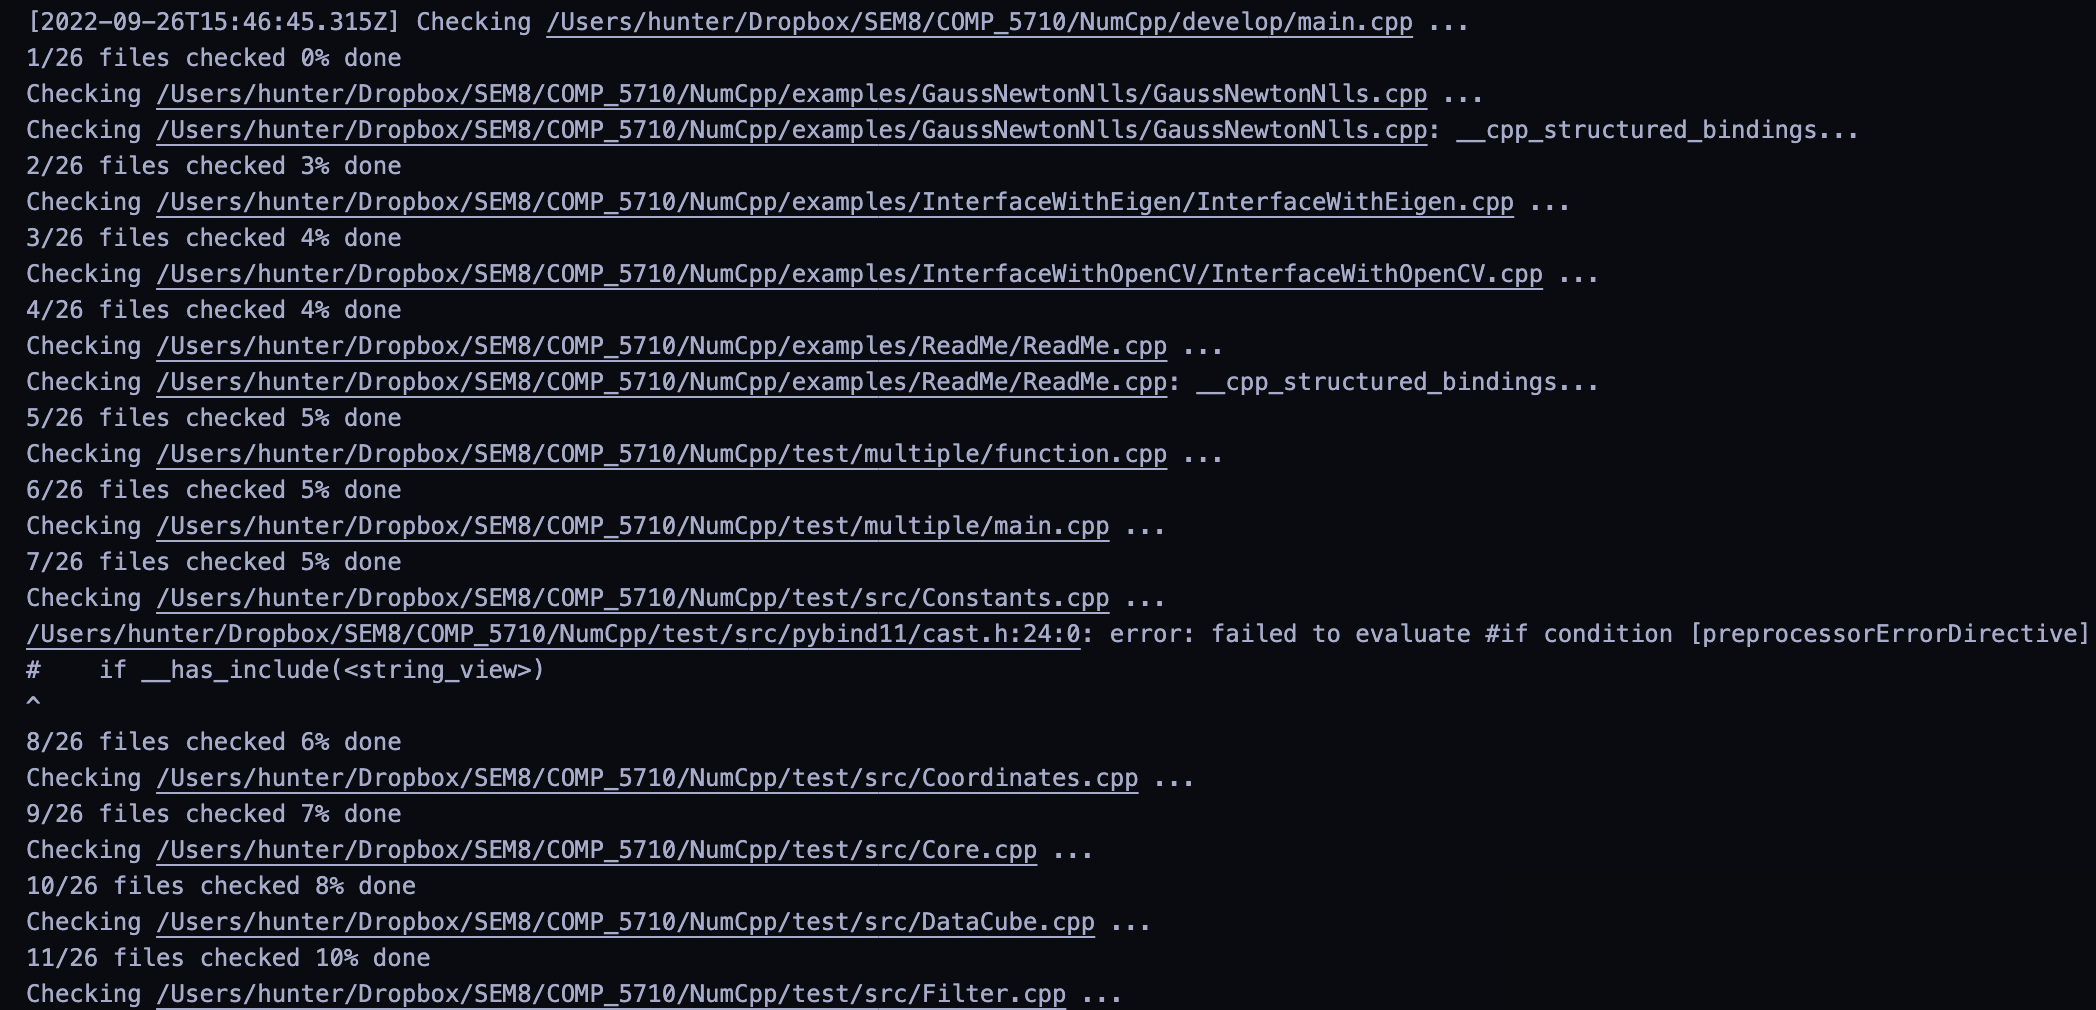 [2022-09-26T15:46:45.315Z] Checking /Users/hunter/Dropbox/SEM8/COMP_5710/NumCpp/develop/main.cpp ...
1/26 files checked 0% done
Checking /Users/hunter/Dropbox/SEM8/COMP_5710/NumCpp/examples/GaussNewtonNlls/GaussNewtonNlls.cpp ...
Checking /Users/hunter/Dropbox/SEM8/COMP_5710/NumCpp/examples/GaussNewtonNlls/GaussNewtonNlls.cpp: __cpp_structured_bindings...
2/26 files checked 3% done
Checking /Users/hunter/Dropbox/SEM8/COMP_5710/NumCpp/examples/InterfaceWithEigen/InterfaceWithEigen.cpp ...
3/26 files checked 4% done
Checking /Users/hunter/Dropbox/SEM8/COMP_5710/NumCpp/examples/InterfaceWithOpenCV/InterfaceWithOpenCV.cpp ...
4/26 files checked 4% done
Checking /Users/hunter/Dropbox/SEM8/COMP_5710/NumCpp/examples/ReadMe/ReadMe.cpp ...
Checking /Users/hunter/Dropbox/SEM8/COMP_5710/NumCpp/examples/ReadMe/ReadMe.cpp: __cpp_structured_bindings...
5/26 files checked 5% done
Checking /Users/hunter/Dropbox/SEM8/COMP_5710/NumCpp/test/multiple/function.cpp ...
6/26 files checked 5% done
Checking /Users/hunter/Dropbox/SEM8/COMP_5710/NumCpp/test/multiple/main.cpp ...
7/26 files checked 5% done
Checking /Users/hunter/Dropbox/SEM8/COMP_5710/NumCpp/test/src/Constants.cpp ...
/Users/hunter/Dropbox/SEM8/COMP_5710/NumCpp/test/src/pybind11/cast.h:24:0: error: failed to evaluate #if condition [preprocessorErrorDirective]
#    if __has_include(<string_view>)
^
8/26 files checked 6% done
Checking /Users/hunter/Dropbox/SEM8/COMP_5710/NumCpp/test/src/Coordinates.cpp ...
9/26 files checked 7% done
Checking /Users/hunter/Dropbox/SEM8/COMP_5710/NumCpp/test/src/Core.cpp ...
10/26 files checked 8% done
Checking /Users/hunter/Dropbox/SEM8/COMP_5710/NumCpp/test/src/DataCube.cpp ...
11/26 files checked 10% done
Checking /Users/hunter/Dropbox/SEM8/COMP_5710/NumCpp/test/src/Filter.cpp ...